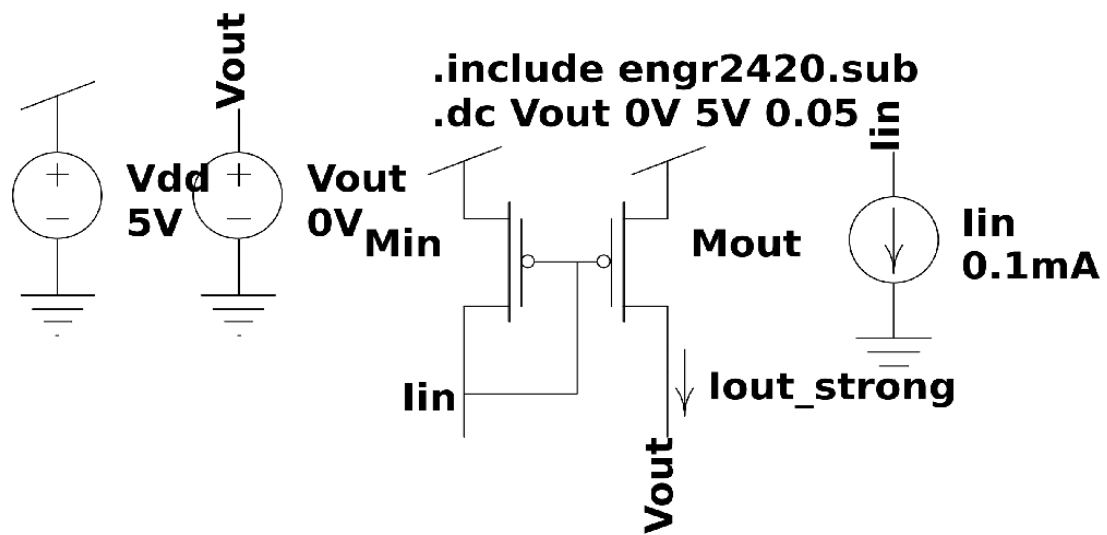 Vout
.include engr2420.sub
.dc Vout 0V 5V 0.05
Iin
Vdd
5V
Vout
0V
Min
Mout
Iin
0.1mA
Iin
Iout_strong
Vout